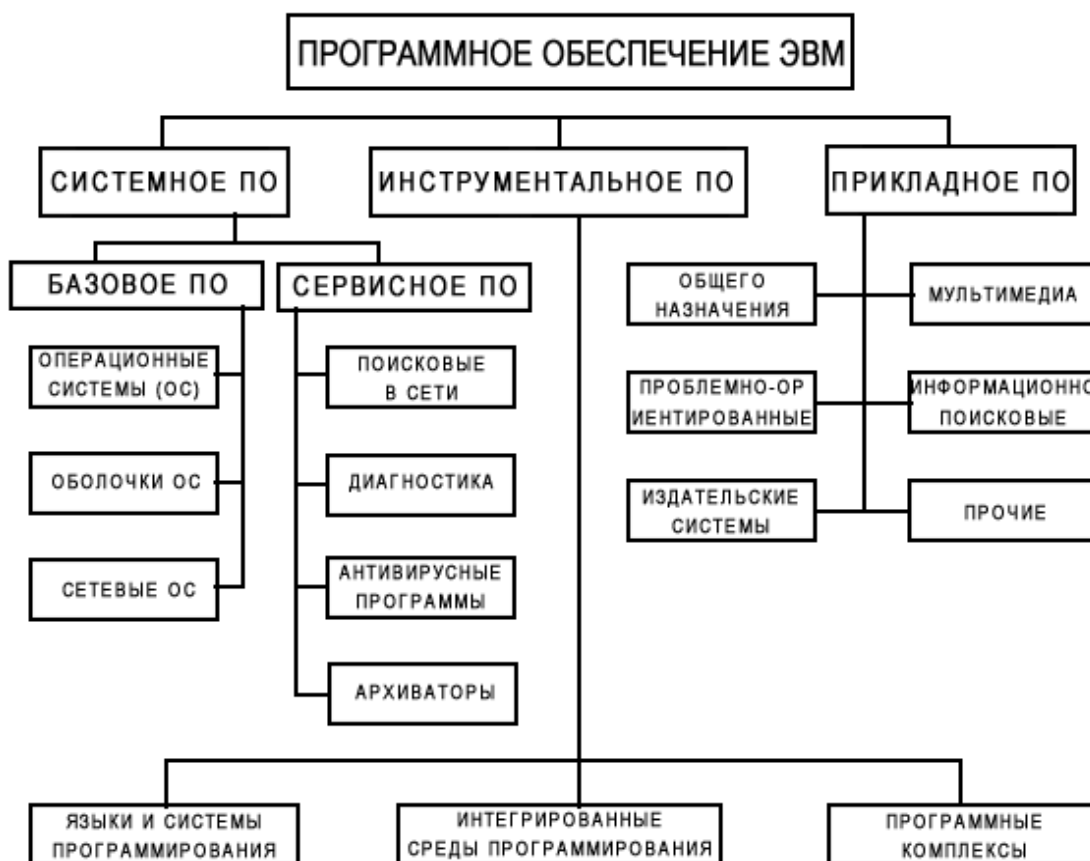 ПРОГРАММНОЕ ОБЕСПЕЧЕНИЕ ЭВМ
СИСТЕМНОЕ ПО
ИНСТРУМЕНТАЛЬНОЕ ПО
ПРИКЛАДНОЕ ПО
БАЗОВОЕ ПО
СЕРВИСНОЕ ПО
ОПЕРАЦИОННЫЕ
СИСТЕМЫ (ОС)
ОБОЛОЧКИ ОС
СЕТЕВЫЕ ОС
ПОИСКОВЫЕ
В СЕТИ
ДИАГНОСТИКА
АНТИВИРУСНЫЕ
ПРОГРАММЫ
АРХИВАТОРЫ
ОБЩЕГО
НАЗНАЧЕНИЯ
МУЛЬТИМЕДИА
ПРОБЛЕМНО-ОР
ИЕНТИРОВАННЫЕ
ИНФОРМАЦИОННО
ПОИСКОВЫЕ
ИЗДАТЕЛЬСКИЕ
СИСТЕМЫ
ПРОЧИЕ
ЯЗЫКИ И СИСТЕМЫ
ПРОГРАММИРОВАНИЯ
ИНТЕГРИРОВАННЫЕ
СРЕДЫ ПРОГРАММИРОВАНИЯ
ПРОГРАММНЫЕ
КОМПЛЕКСЫ